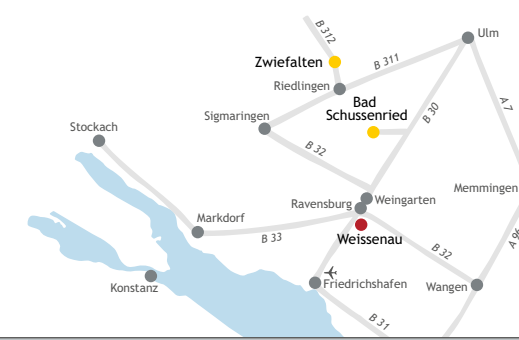 B 312
Ulm
Zwiefalten
B 311
Riedlingen
A 7
Bad
Schussenried
B 30
Sigmaringen
Stockach
B 32
Memmingen
Ravensburg
Weingarten
Markdorf
B 33
Weissenau
A 96
B 32
Konstanz
Friedrichshafen
Wangen
B 31